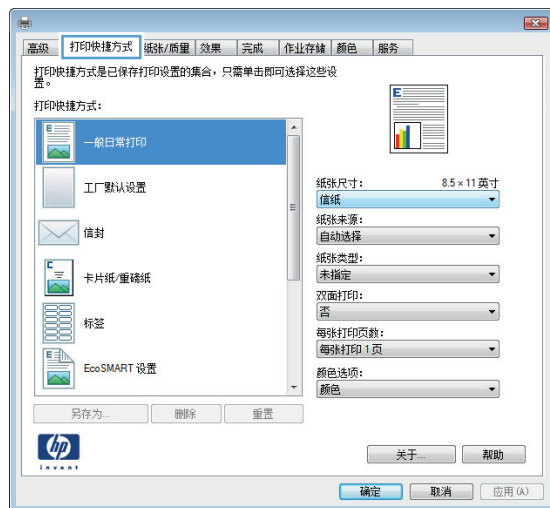 高级 打印快捷方式 纸张/质量 效果 完成 作业存储 颜色 服务
打印快捷方式是已保存打印设置的集合，只需单击即可选择这些设
置。
打印快捷方式：
一般日常打印
工厂默认设置
信封
卡片纸/重磅纸
标签
EcoSMART 设置
另存为... 删除 重置
纸张尺寸： 8.5 × 11 英寸
信纸
纸张来源：
自动选择
纸张类型：
未指定
双面打印：
否
每张打印页数：
每张打印 1 页
颜色选项：
颜色
hp
invent
关于... 帮助
确定 取消 应用(A)